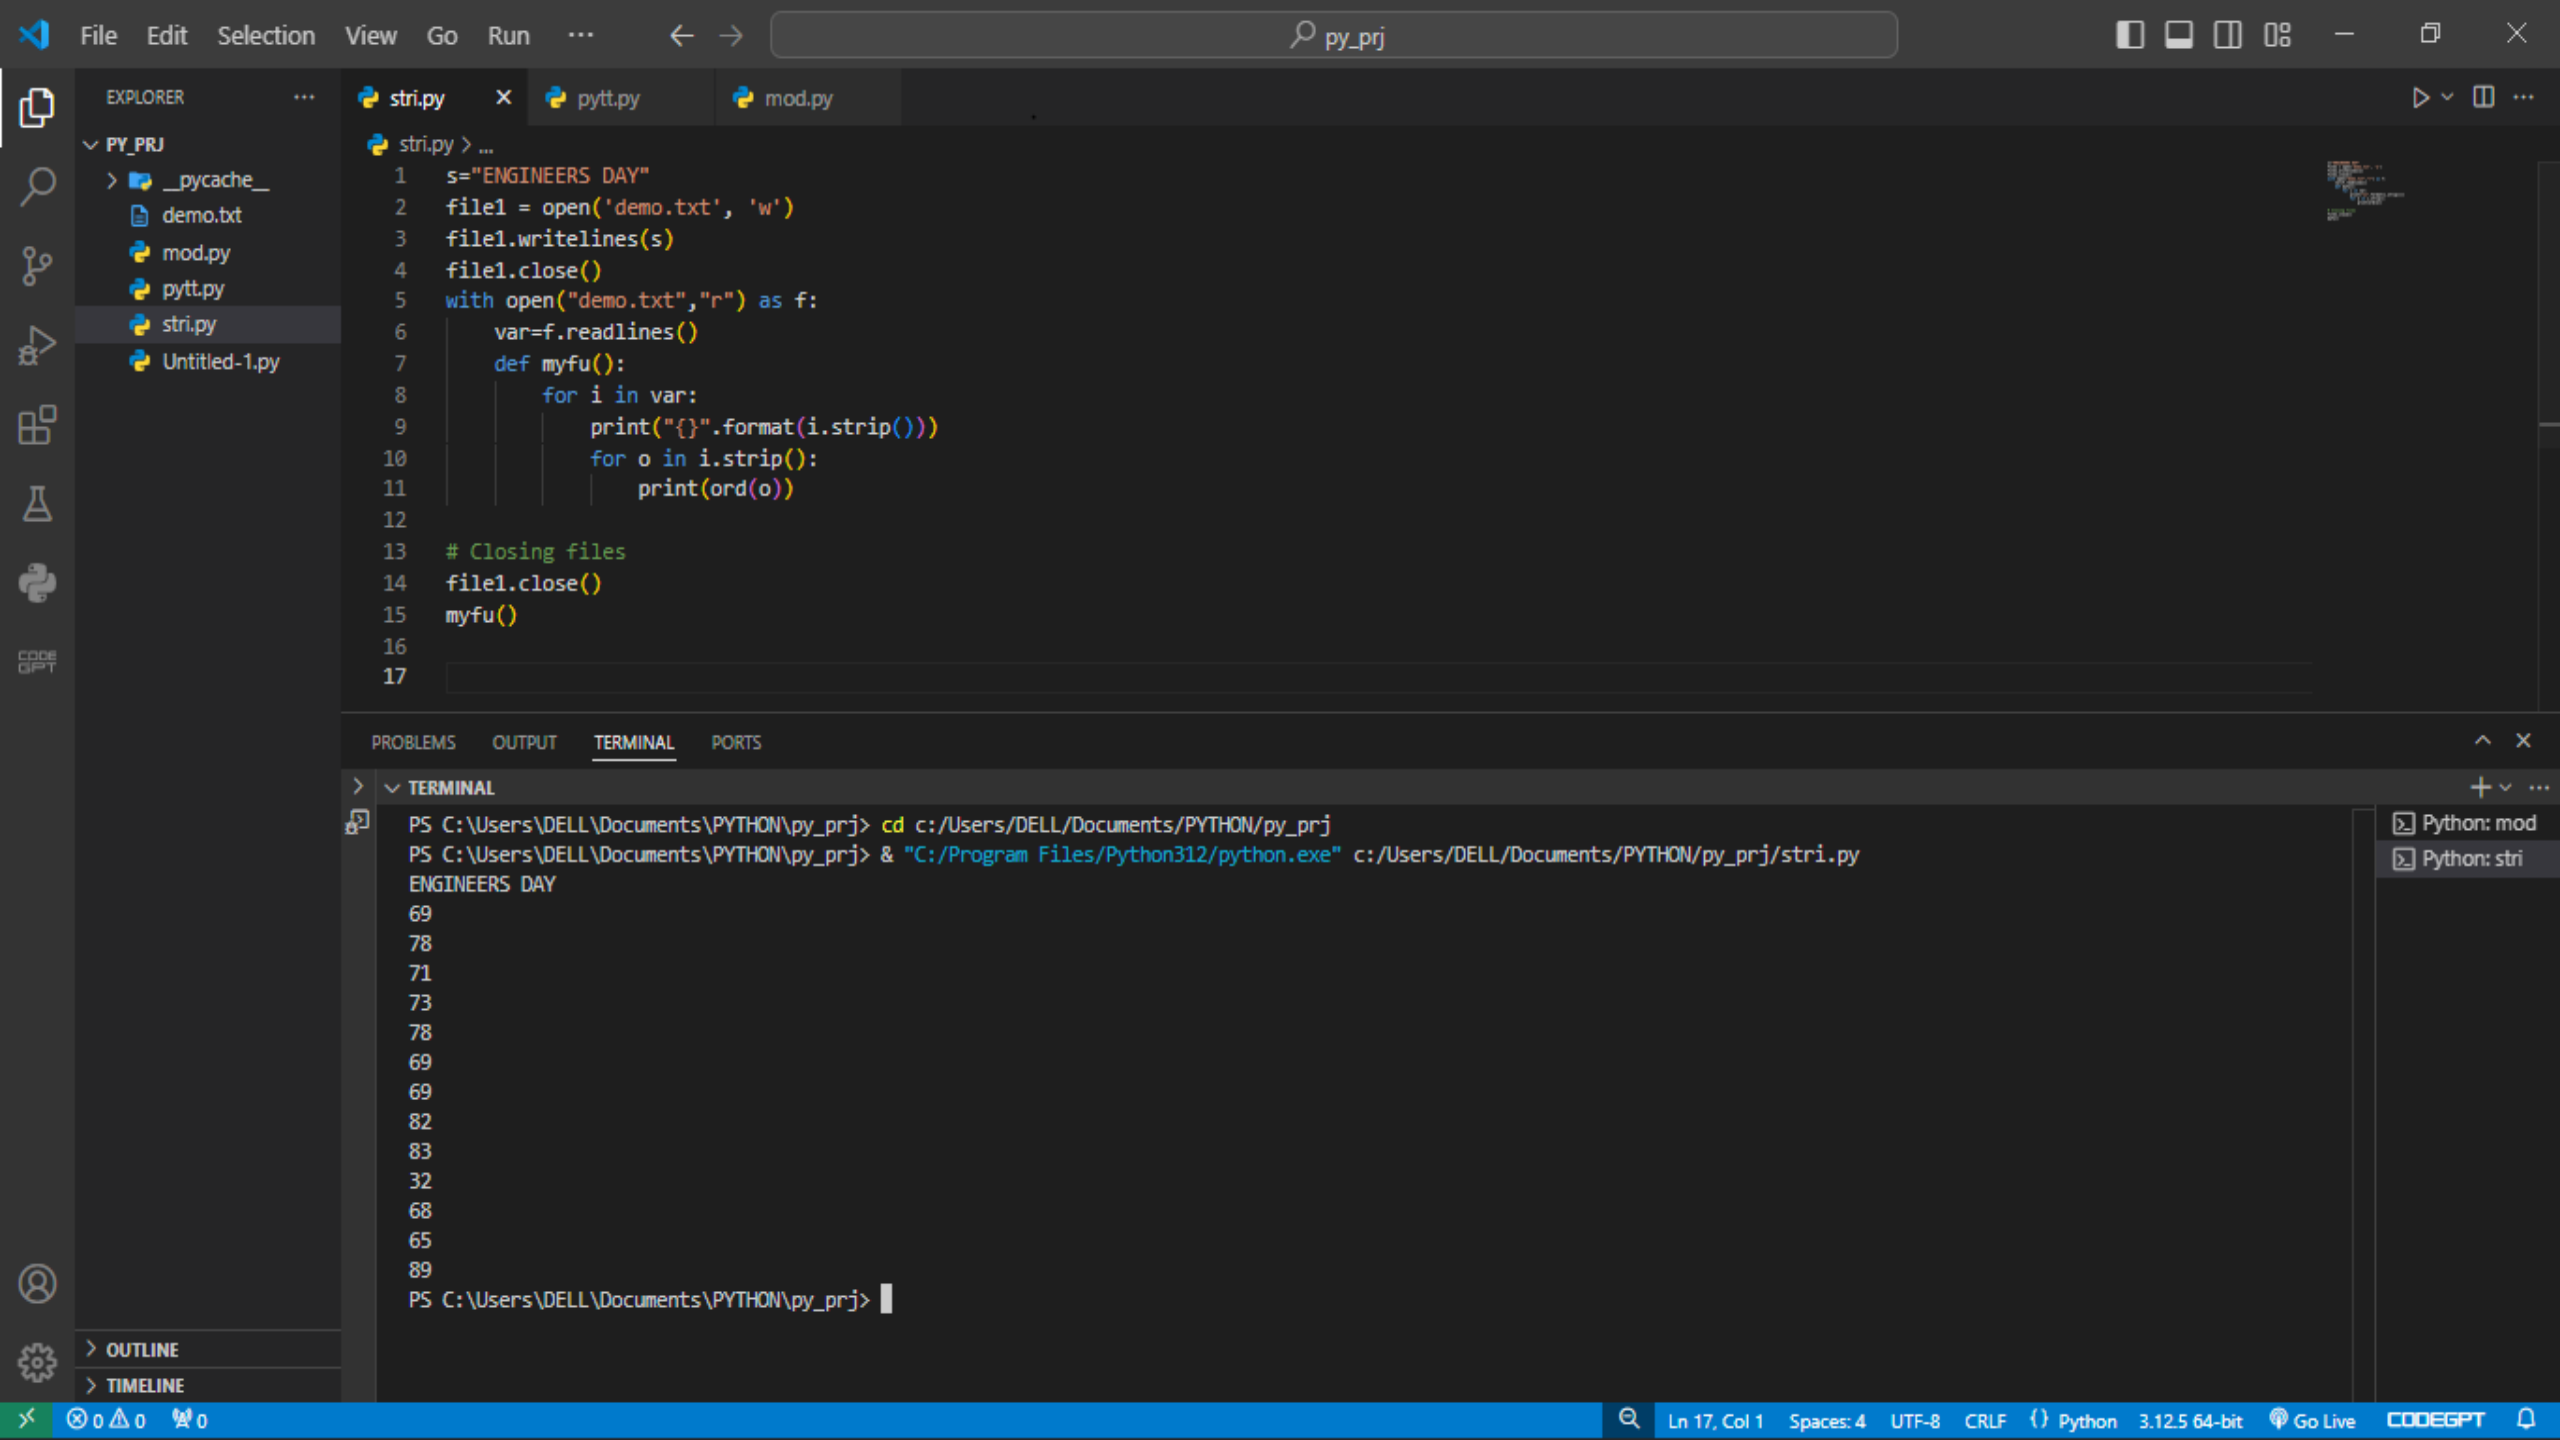 File Edit Selection View Go Run ··· py_prj
EXPLORER ···
PY_PRJ
__pycache__
demo.txt
mod.py
pytt.py
stri.py
Untitled-1.py
OUTLINE
TIMELINE
stri.py pytt.py mod.py
stri.py > ...
1 s="ENGINEERS DAY"
2 file1 = open('demo.txt', 'w')
3 file1.writelines(s)
4 file1.close()
5 with open("demo.txt","r") as f:
6     var=f.readlines()
7     def myfu():
8         for i in var:
9             print("{}".format(i.strip()))
10             for o in i.strip():
11                 print(ord(o))
12
13 # Closing files
14 file1.close()
15 myfu()
16
17
PROBLEMS OUTPUT TERMINAL PORTS
TERMINAL
PS C:\Users\DELL\Documents\PYTHON\py_prj> cd c:/Users/DELL/Documents/PYTHON/py_prj
PS C:\Users\DELL\Documents\PYTHON\py_prj> & "C:/Program Files/Python312/python.exe" c:/Users/DELL/Documents/PYTHON/py_prj/stri.py
ENGINEERS DAY
69
78
71
73
78
69
69
82
83
32
68
65
89
PS C:\Users\DELL\Documents\PYTHON\py_prj>
Python: mod
Python: stri
CODE
GPT
0 0 0 Ln 17, Col 1 Spaces: 4 UTF-8 CRLF {} Python 3.12.5 64-bit Go Live CODEGPT